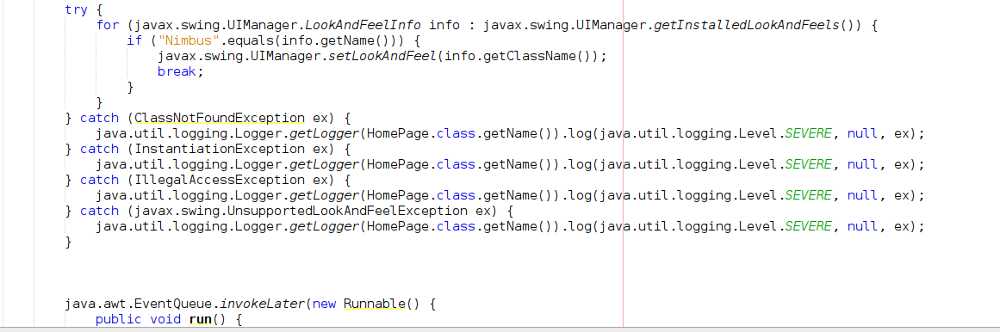 try {
for (javax.swing.UIManager.LookAndFeelInfo info : javax.swing.UIManager.getInstalledLookAndFeels()) {
if ("Nimbus".equals(info.getName())) {
javax.swing.UIManager.setLookAndFeel(info.getClassName());
break;
}
}
} catch (ClassNotFoundException ex) {
java.util.logging.Logger.getLogger(HomePage.class.getName()).log(java.util.logging.Level.SEVERE, null, ex);
} catch (InstantiationException ex) {
java.util.logging.Logger.getLogger(HomePage.class.getName()).log(java.util.logging.Level.SEVERE, null, ex);
} catch (IllegalAccessException ex) {
java.util.logging.Logger.getLogger(HomePage.class.getName()).log(java.util.logging.Level.SEVERE, null, ex);
} catch (javax.swing.UnsupportedLookAndFeelException ex) {
java.util.logging.Logger.getLogger(HomePage.class.getName()).log(java.util.logging.Level.SEVERE, null, ex);
}
java.awt.EventQueue.invokeLater(new Runnable() {
public void run() {